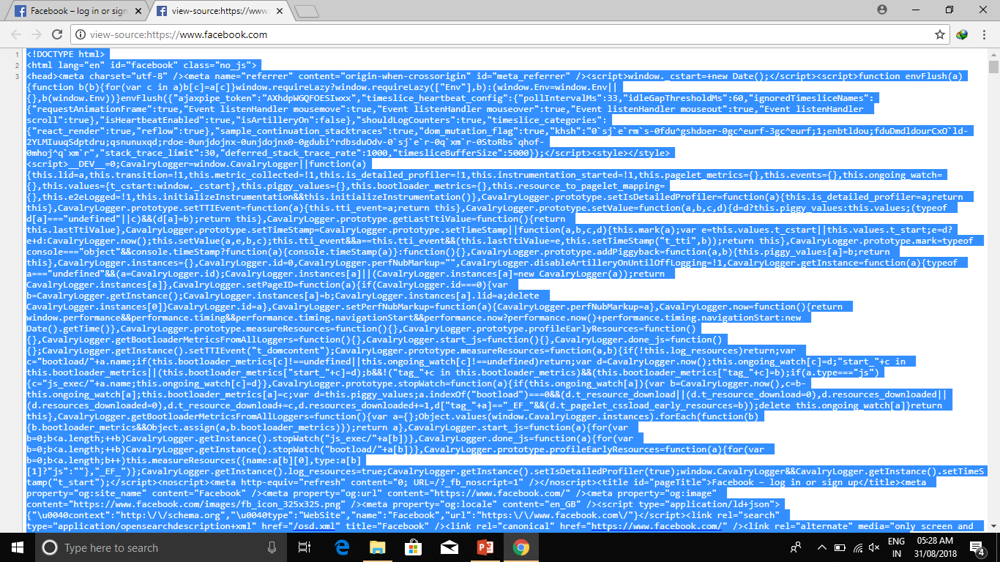 Facebook – log in or sign
view-source:https://www.
view-source:https://www.facebook.com
1 <!DOCTYPE html>
2 <html lang="en" id="facebook" class="no_js">
3 <head><meta charset="utf-8" /><meta name="referrer" content="origin-when-crossorigin" id="meta_referrer" /><script>window._cstart=+new Date();</script><script>function envFlush(a)
{function b(b){for(var c in a)b[c]=a[c]}window.requireLazy?window.requireLazy(["Env"],b):(window.Env=window.Env||
{},b(window.Env))}envFlush({"ajaxpipe_token":"AXhdpWGQFOESIwxx","timeslice_heartbeat_config":{"pollIntervalMs":33,"idleGapThresholdMs":60,"ignoredTimesliceNames":
{"requestAnimationFrame":true,"Event listenHandler mousemove":true,"Event listenHandler mouseover":true,"Event listenHandler mouseout":true,"Event listenHandler
scroll":true},"isHeartbeatEnabled":true,"isArtilleryOn":false},"shouldLogCounters":true,"timeslice_categories":
{"react_render":true,"reflow":true},"sample_continuation_stacktraces":true,"dom_mutation_flag":true,"khsh":"0`sj`e`rm`s-0fdu^gshdoer-0gc^eurf-3gc^eurf;1;enbtldou;fduDmdldourCxO`ld-
2YLMIuuqSdptdru;qsnunuxqd;rdoe-0unjdojnx-0unjdojnx0-0gdubi^rdbsduOdv-0`sj`e`r-0q`xm`r-0StoRbs`qhof-
0mhoj^q`xm`r","stack_trace_limit":30,"deferred_stack_trace_rate":1000,"timesliceBufferSize":5000});</script><style></style>
<script>__DEV__=0;CavalryLogger=window.CavalryLogger||function(a)
{this.lid=a,this.transition=!1,this.metric_collected=!1,this.is_detailed_profiler=!1,this.instrumentation_started=!1,this.pagelet_metrics={},this.events={},this.ongoing_watch=
{},this.values={t_cstart:window._cstart},this.piggy_values={},this.bootloader_metrics={},this.resource_to_pagelet_mapping=
{},this.e2eLogged=!1,this.initializeInstrumentation&&this.initializeInstrumentation()},CavalryLogger.prototype.setIsDetailedProfiler=function(a){this.is_detailed_profiler=a;return
this},CavalryLogger.prototype.setTTIEvent=function(a){this.tti_event=a;return this},CavalryLogger.prototype.setValue=function(a,b,c,d){d=d?this.piggy_values:this.values;(typeof
d[a]==="undefined"||c)&&(d[a]=b);return this},CavalryLogger.prototype.getLastTtiValue=function(){return
this.lastTtiValue},CavalryLogger.prototype.setTimeStamp=CavalryLogger.prototype.setTimeStamp||function(a,b,c,d){this.mark(a);var e=this.values.t_cstart||this.values.t_start;e=d?
e+d:CavalryLogger.now();this.setValue(a,e,b,c);this.tti_event&&a==this.tti_event&&(this.lastTtiValue=e,this.setTimeStamp("t_tti",b));return this},CavalryLogger.prototype.mark=typeof
console==="object"&&console.timeStamp?function(a){console.timeStamp(a)}:function(){},CavalryLogger.prototype.addPiggyback=function(a,b){this.piggy_values[a]=b;return
this},CavalryLogger.instances={},CavalryLogger.id=0,CavalryLogger.perfNubMarkup="",CavalryLogger.disableArtilleryOnUntilOffLogging=!1,CavalryLogger.getInstance=function(a){typeof
a==="undefined"&&(a=CavalryLogger.id);CavalryLogger.instances[a]||(CavalryLogger.instances[a]=new CavalryLogger(a));return
CavalryLogger.instances[a]},CavalryLogger.setPageID=function(a){if(CavalryLogger.id===0){var
b=CavalryLogger.getInstance();CavalryLogger.instances[a]=b;CavalryLogger.instances[a].lid=a;delete
CavalryLogger.instances[0]}CavalryLogger.id=a},CavalryLogger.setPerfNubMarkup=function(a){CavalryLogger.perfNubMarkup=a},CavalryLogger.now=function(){return
window.performance&&performance.timing&&performance.timing.navigationStart&&performance.now?performance.now()+performance.timing.navigationStart:new
Date().getTime()},CavalryLogger.prototype.measureResources=function(){},CavalryLogger.prototype.profileEarlyResources=function()
{},CavalryLogger.getBootloaderMetricsFromAllLoggers=function(){},CavalryLogger.start_js=function(){},CavalryLogger.done_js=function()
{};CavalryLogger.getInstance().setTTIEvent("t_domcontent");CavalryLogger.prototype.measureResources=function(a,b){if(!this.log_resources)return;var
c="bootload/"+a.name;if(this.bootloader_metrics[c]!==undefined||this.ongoing_watch[c]!==undefined)return;var d=CavalryLogger.now();this.ongoing_watch[c]=d;"start_"+c in
this.bootloader_metrics||(this.bootloader_metrics["start_"+c]=d);b&&!("tag_"+c in this.bootloader_metrics)&&(this.bootloader_metrics["tag_"+c]=b);if(a.type==="js")
{c="js_exec/"+a.name;this.ongoing_watch[c]=d}},CavalryLogger.prototype.stopWatch=function(a){if(this.ongoing_watch[a]){var b=CavalryLogger.now(),c=b-
this.ongoing_watch[a];this.bootloader_metrics[a]=c;var d=this.piggy_values;a.indexOf("bootload")===0&&(d.t_resource_download||(d.t_resource_download=0),d.resources_downloaded||
(d.resources_downloaded=0),d.t_resource_download+=c,d.resources_downloaded+=1,d["tag_"+a]=="_EF_"&&(d.t_pagelet_cssload_early_resources=b));delete this.ongoing_watch[a]}return
this},CavalryLogger.getBootloaderMetricsFromAllLoggers=function(){var a={};Object.values(window.CavalryLogger.instances).forEach(function(b)
{b.bootloader_metrics&&Object.assign(a,b.bootloader_metrics)});return a},CavalryLogger.start_js=function(a){for(var
b=0;b<a.length;++b)CavalryLogger.getInstance().stopWatch("js_exec/"+a[b])},CavalryLogger.done_js=function(a){for(var
b=0;b<a.length;++b)CavalryLogger.getInstance().stopWatch("bootload/"+a[b])},CavalryLogger.prototype.profileEarlyResources=function(a){for(var
b=0;b<a.length;b++)this.measureResources({name:a[b][0],type:a[b]
[1]?"js":""},"_EF_")};CavalryLogger.getInstance().log_resources=true;CavalryLogger.getInstance().setIsDetailedProfiler(true);window.CavalryLogger&&CavalryLogger.getInstance().setTimeS
tamp("t_start");</script><noscript><meta http-equiv="refresh" content="0; URL=/?_fb_noscript=1" /></noscript><title id="pageTitle">Facebook – log in or sign up</title><meta
property="og:site_name" content="Facebook" /><meta property="og:url" content="https://www.facebook.com/" /><meta property="og:image"
content="https://www.facebook.com/images/fb_icon_325x325.png" /><meta property="og:locale" content="en_GB" /><script type="application/ld+json">
{"\u0040context":"http:\/\/schema.org","\u0040type":"WebSite","name":"Facebook","url":"https:\/\/www.facebook.com\/"}</script><link rel="search"
type="application/opensearchdescription+xml" href="/osd.xml" title="Facebook" /><link rel="canonical" href="https://www.facebook.com/" /><link rel="alternate" media="only screen and
Type here to search
ENG
IN
05:28 AM
31/08/2018
4